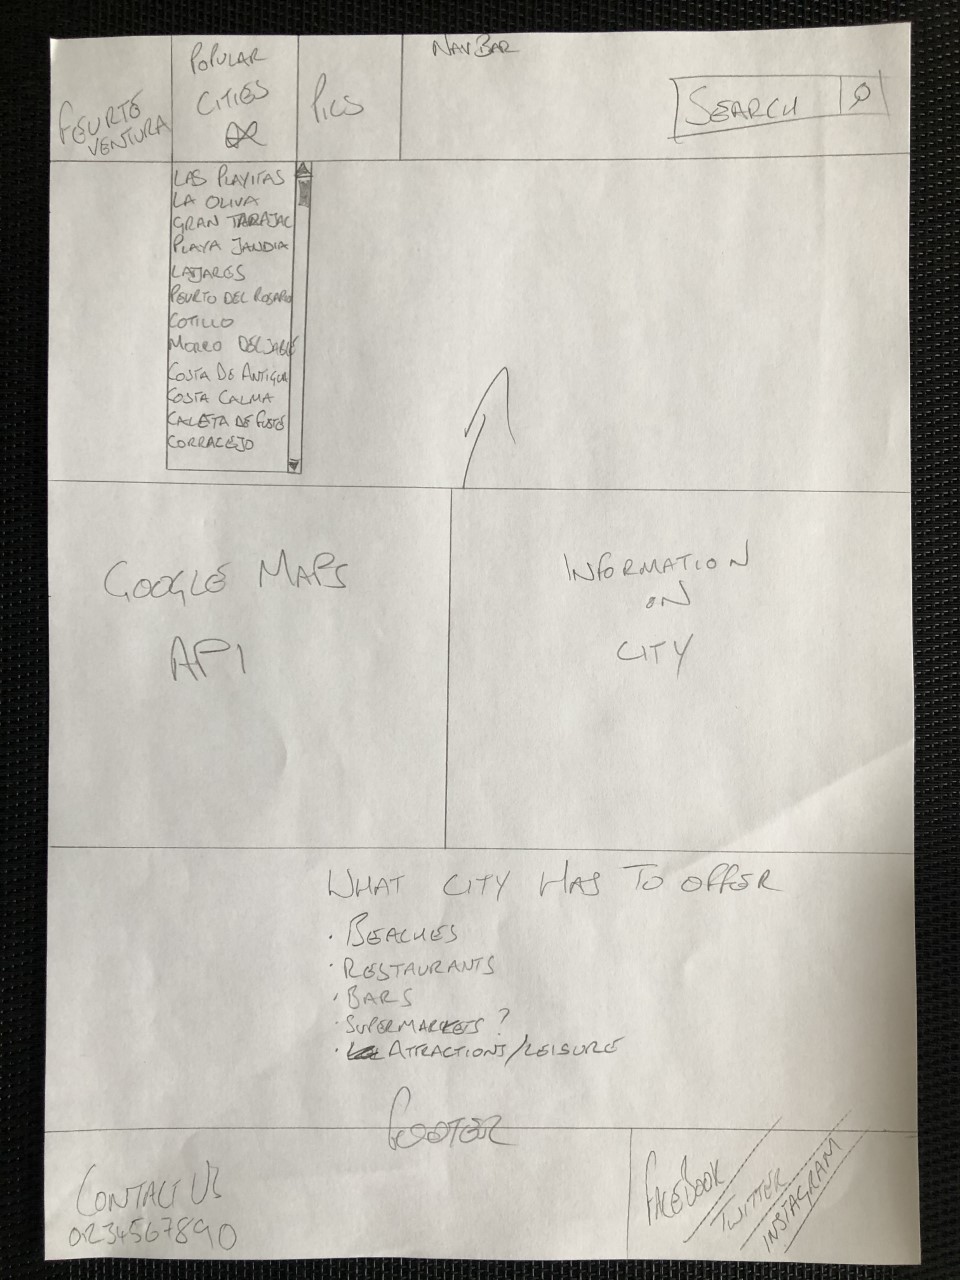 NAVBAR
FEURTE
VENTURA
POPULAR
CITIES
PICS
SEARCH
LAS PLAYITAS
LA OLIVA
GRAN TARAJAL
PLAYA JANDIA
LAJARES
PEURTO DEL ROSARIO
COTILLO
MORRO DEL JABLE
COSTA DE ANTIGUA
COSTA CALMA
CALETA DE FUSTE
CORRALEJO
GOOGLE MAPS
API
INFORMATION
ON
CITY
WHAT CITY HAS TO OFFER
· BEACHES
· RESTAURANTS
· BARS
· SUPERMARKETS ?
· ATTRACTIONS/LEISURE
FOOTER
CONTACT US
01234567890
FACEBOOK
TWITTER
INSTAGRAM